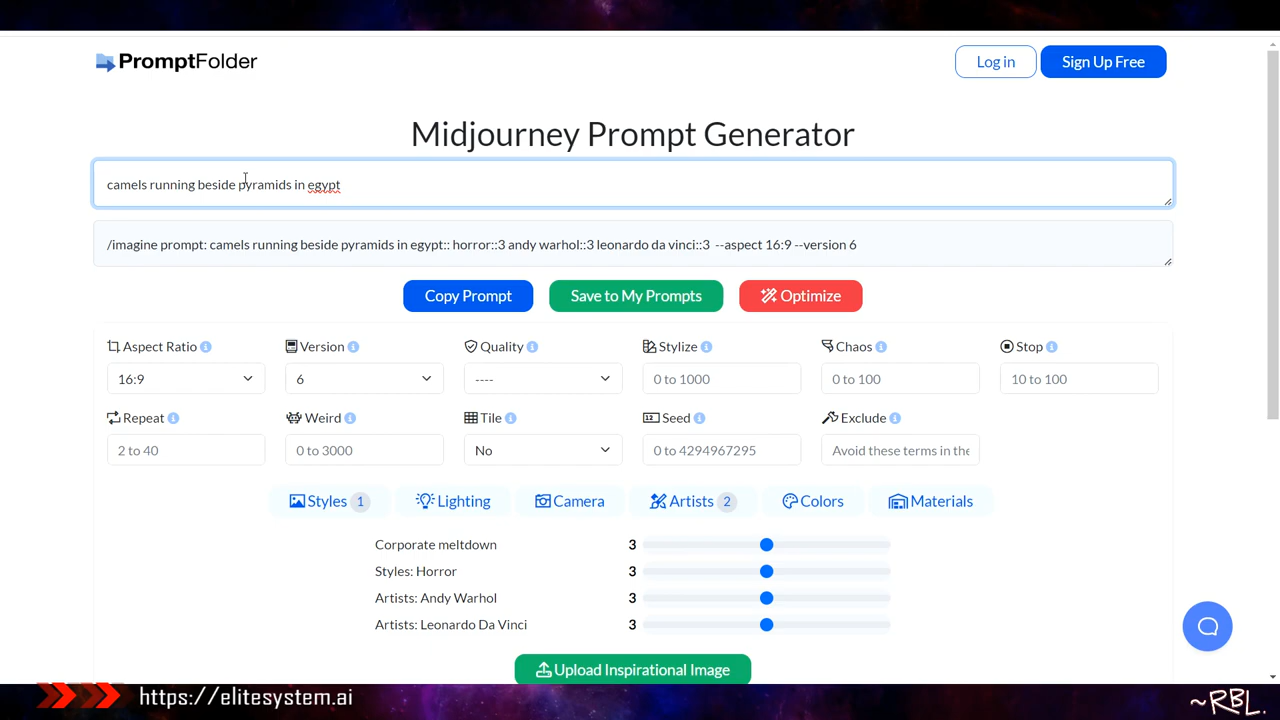 PromptFolder
Log in
Sign Up Free
Midjourney Prompt Generator
camels running beside pyramids in egypt
/imagine prompt: camels running beside pyramids in egypt:: horror::3 andy warhol::3 leonardo da vinci::3 --aspect 16:9 --version 6
Copy Prompt
Save to My Prompts
Optimize
Aspect Ratio
Version
Quality
Stylize
Chaos
Stop
16:9
6
----
0 to 1000
0 to 100
10 to 100
Repeat
Weird
Tile
Seed
Exclude
2 to 40
0 to 3000
No
0 to 4294967295
Avoid these terms in the
Styles 1
Lighting
Camera
Artists 2
Colors
Materials
Corporate meltdown 3
Styles: Horror 3
Artists: Andy Warhol 3
Artists: Leonardo Da Vinci 3
Upload Inspirational Image
https://elitesystem.ai
~RBL.